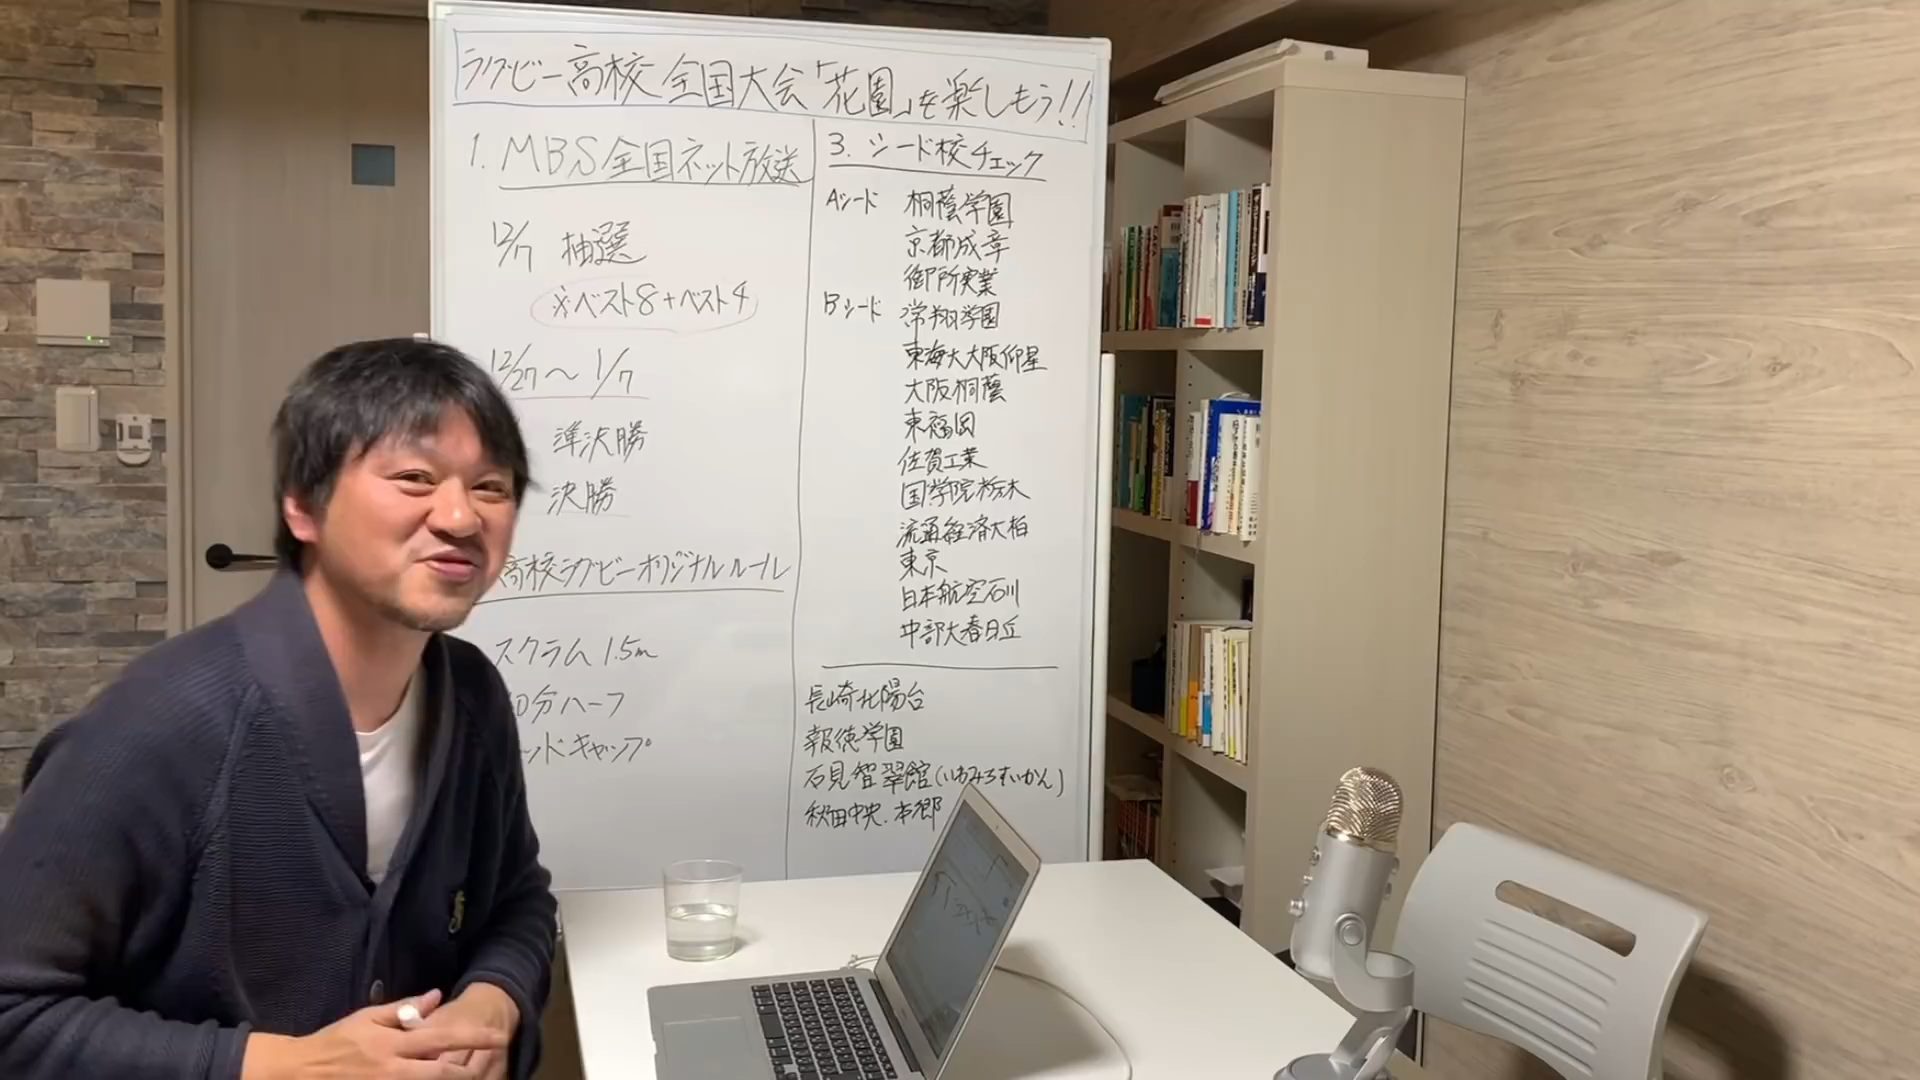 ラグビー高校全国大会「花園」を楽しもう!!
1. MBS全国ネット放送
12/7 抽選
※ベスト8+ベスト4
12/27〜1/7
準決勝
決勝
高校ラグビーオリジナルルール
スクラム1.5m
0分ハーフ
ッドキャップ
3. シード校チェック
Aシード 桐蔭学園
京都成章
御所実業
Bシード 常翔学園
東海大大阪仰星
大阪桐蔭
東福岡
佐賀工業
国学院栃木
流通経済大柏
東京
日本航空石川
中部大春日丘
長崎北陽台
報徳学園
石見智翠館(いわみちすいかん)
秋田中央.本郷